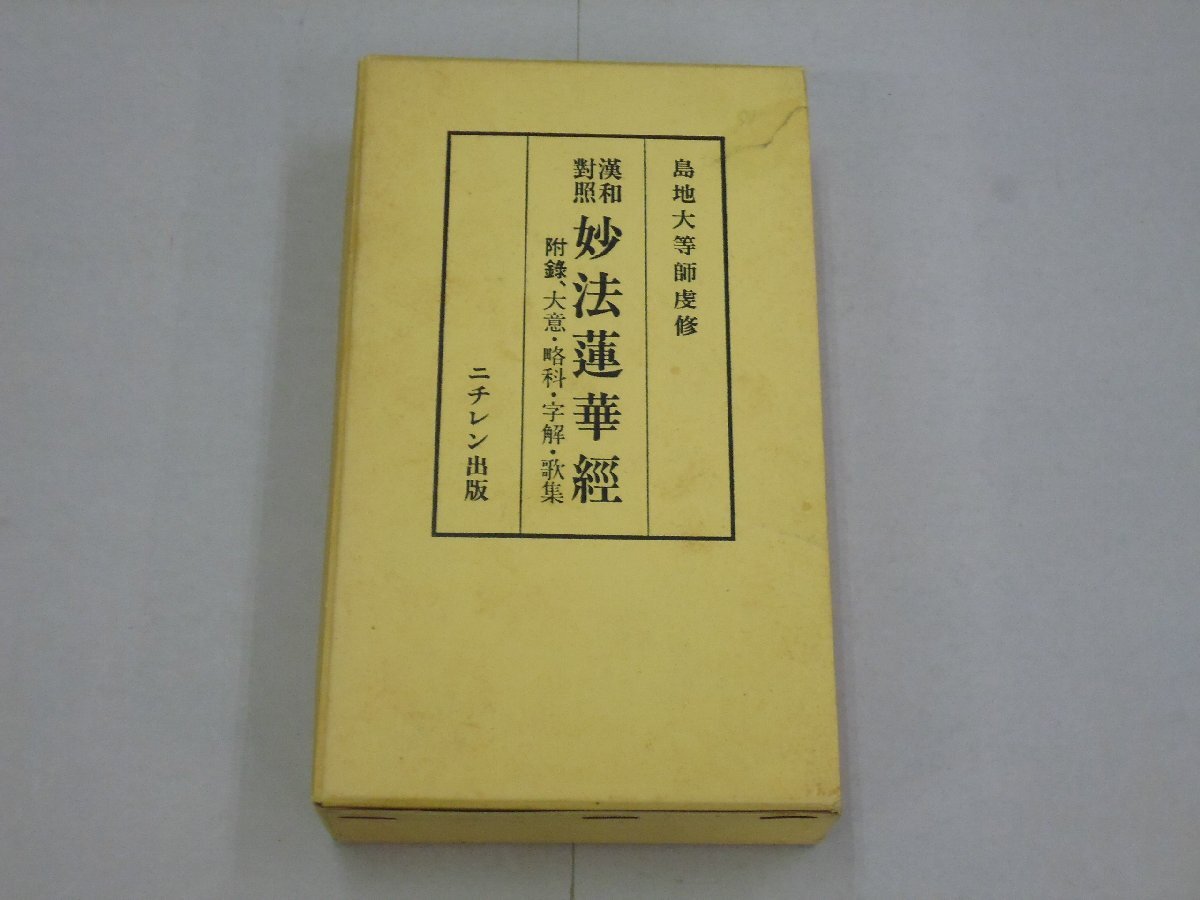 島地大等師虔修
漢和
對照
妙法蓮華經
附錄、大意・略科・字解・歌集
ニチレン出版